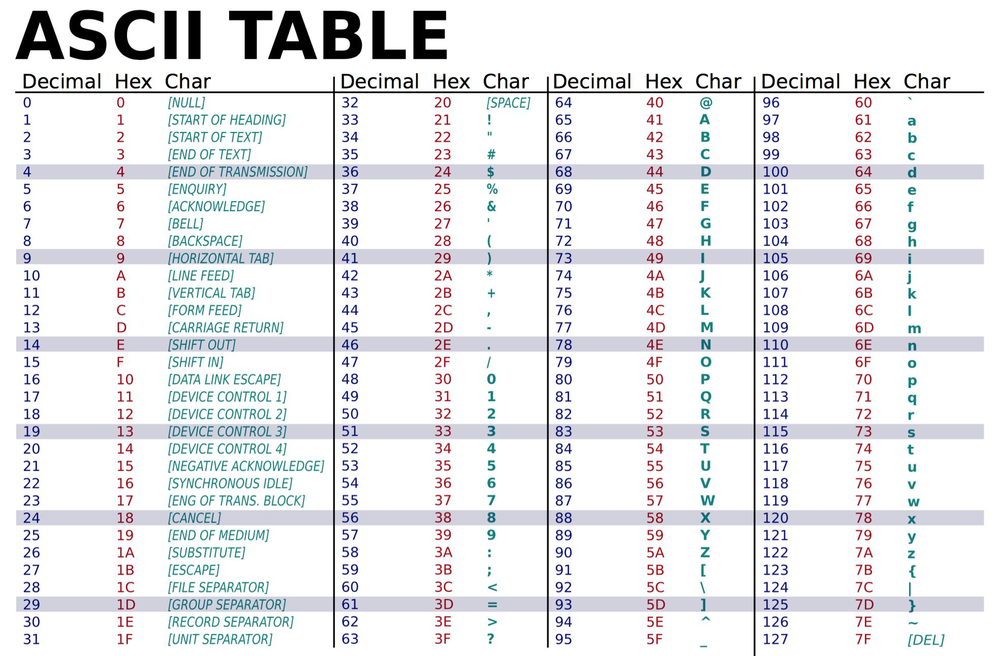 ASCII TABLE
Decimal Hex Char Decimal Hex Char Decimal Hex Char Decimal Hex Char
0 0 [NULL] 32 20 [SPACE] 64 40 @ 96 60 `
1 1 [START OF HEADING] 33 21 ! 65 41 A 97 61 a
2 2 [START OF TEXT] 34 22 " 66 42 B 98 62 b
3 3 [END OF TEXT] 35 23 # 67 43 C 99 63 c
4 4 [END OF TRANSMISSION] 36 24 $ 68 44 D 100 64 d
5 5 [ENQUIRY] 37 25 % 69 45 E 101 65 e
6 6 [ACKNOWLEDGE] 38 26 & 70 46 F 102 66 f
7 7 [BELL] 39 27 ' 71 47 G 103 67 g
8 8 [BACKSPACE] 40 28 ( 72 48 H 104 68 h
9 9 [HORIZONTAL TAB] 41 29 ) 73 49 I 105 69 i
10 A [LINE FEED] 42 2A * 74 4A J 106 6A j
11 B [VERTICAL TAB] 43 2B + 75 4B K 107 6B k
12 C [FORM FEED] 44 2C , 76 4C L 108 6C l
13 D [CARRIAGE RETURN] 45 2D - 77 4D M 109 6D m
14 E [SHIFT OUT] 46 2E . 78 4E N 110 6E n
15 F [SHIFT IN] 47 2F / 79 4F O 111 6F o
16 10 [DATA LINK ESCAPE] 48 30 0 80 50 P 112 70 p
17 11 [DEVICE CONTROL 1] 49 31 1 81 51 Q 113 71 q
18 12 [DEVICE CONTROL 2] 50 32 2 82 52 R 114 72 r
19 13 [DEVICE CONTROL 3] 51 33 3 83 53 S 115 73 s
20 14 [DEVICE CONTROL 4] 52 34 4 84 54 T 116 74 t
21 15 [NEGATIVE ACKNOWLEDGE] 53 35 5 85 55 U 117 75 u
22 16 [SYNCHRONOUS IDLE] 54 36 6 86 56 V 118 76 v
23 17 [ENG OF TRANS. BLOCK] 55 37 7 87 57 W 119 77 w
24 18 [CANCEL] 56 38 8 88 58 X 120 78 x
25 19 [END OF MEDIUM] 57 39 9 89 59 Y 121 79 y
26 1A [SUBSTITUTE] 58 3A : 90 5A Z 122 7A z
27 1B [ESCAPE] 59 3B ; 91 5B [ 123 7B {
28 1C [FILE SEPARATOR] 60 3C < 92 5C \ 124 7C |
29 1D [GROUP SEPARATOR] 61 3D = 93 5D ] 125 7D }
30 1E [RECORD SEPARATOR] 62 3E > 94 5E ^ 126 7E ~
31 1F [UNIT SEPARATOR] 63 3F ? 95 5F _ 127 7F [DEL]